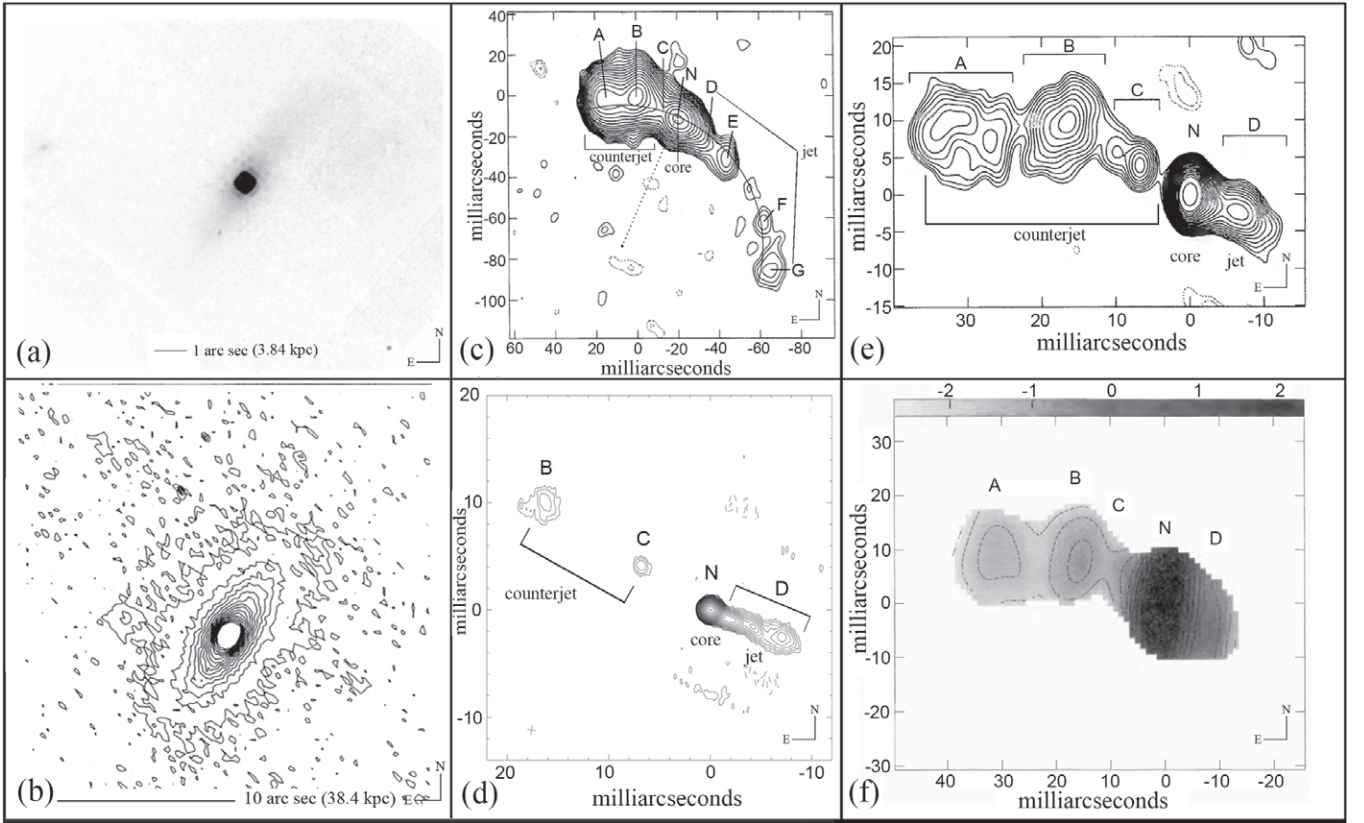 (a)
1 arc sec (3.84 kpc)
N
E
(b)
10 arc sec (38.4 kpc)
N
E
(c)
40
20
0
-20
-40
-60
-80
-100
milliarcseconds
A
B
C
N
D
E
F
G
0
counterjet
core
jet
N
E
60
40
20
0
-20
-40
-60
-80
milliarcseconds
(d)
20
10
0
-10
milliarcseconds
B
C
N
D
counterjet
core
jet
N
E
20
10
0
-10
milliarcseconds
(e)
20
15
10
5
0
-5
-10
-15
milliarcseconds
A
B
C
N
D
counterjet
core
jet
N
E
30
20
10
0
-10
milliarcseconds
(f)
-2
-1
0
1
2
30
20
10
0
-10
-20
-30
milliarcseconds
A
B
C
N
D
N
E
40
30
20
10
0
-10
-20
milliarcseconds